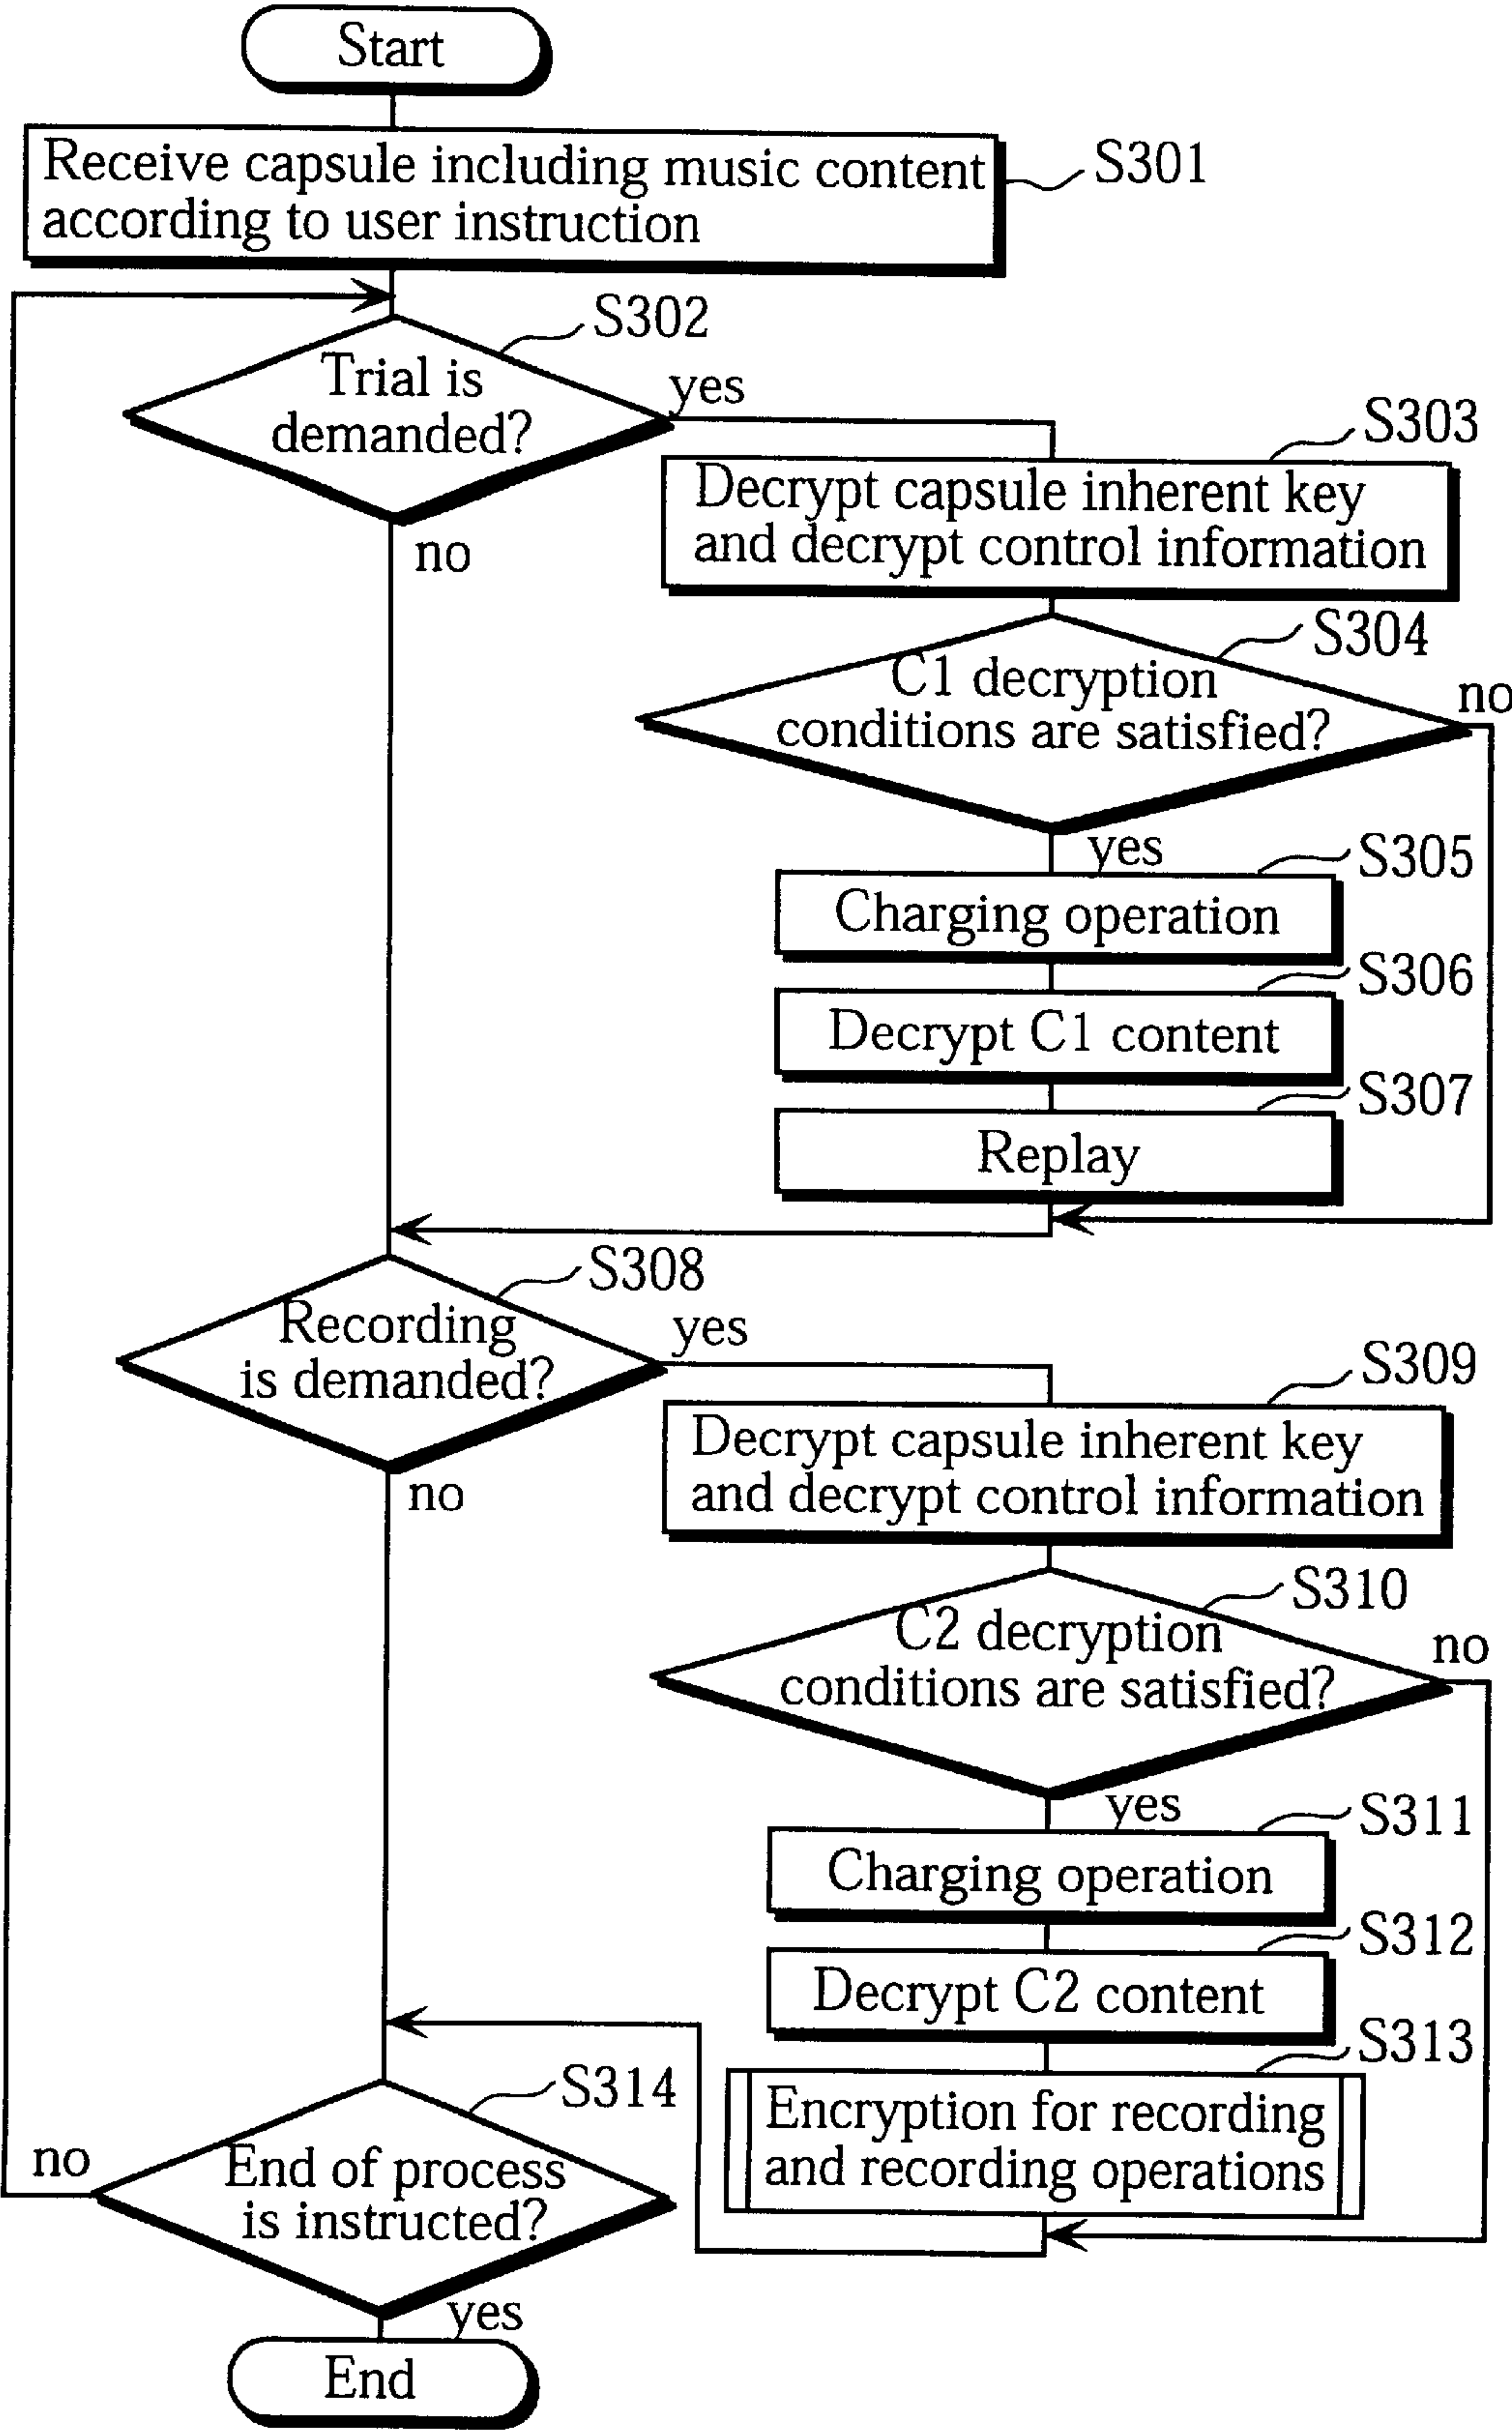 Start
Receive capsule including music content
according to user instruction
S301
S302
Trial is
demanded?
yes
no
S303
Decrypt capsule inherent key
and decrypt control information
S304
C1 decryption
conditions are satisfied?
no
yes
S305
Charging operation
S306
Decrypt C1 content
S307
Replay
S308
Recording
is demanded?
yes
no
S309
Decrypt capsule inherent key
and decrypt control information
S310
C2 decryption
conditions are satisfied?
no
yes
S311
Charging operation
S312
Decrypt C2 content
S313
Encryption for recording
and recording operations
S314
End of process
is instructed?
no
yes
End